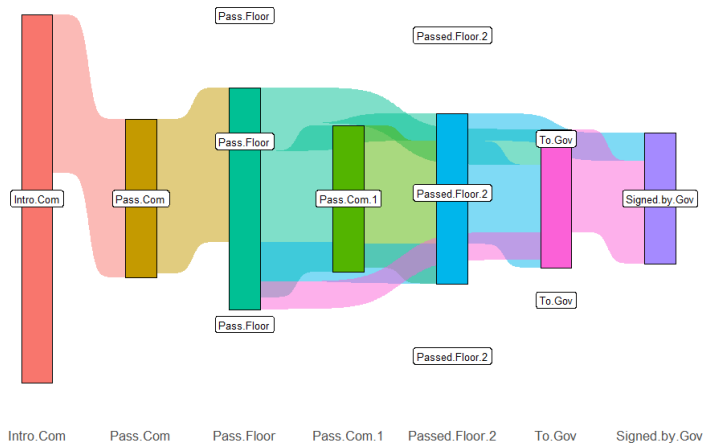 Pass.Floor
Passed.Floor.2
Pass.Floor
To.Gov
Intro.Com
Pass.Com
Pass.Com.1
Passed.Floor.2
Signed.by.Gov
To.Gov
Pass.Floor
Passed.Floor.2
Intro.Com Pass.Com Pass.Floor Pass.Com.1 Passed.Floor.2 To.Gov Signed.by.Gov